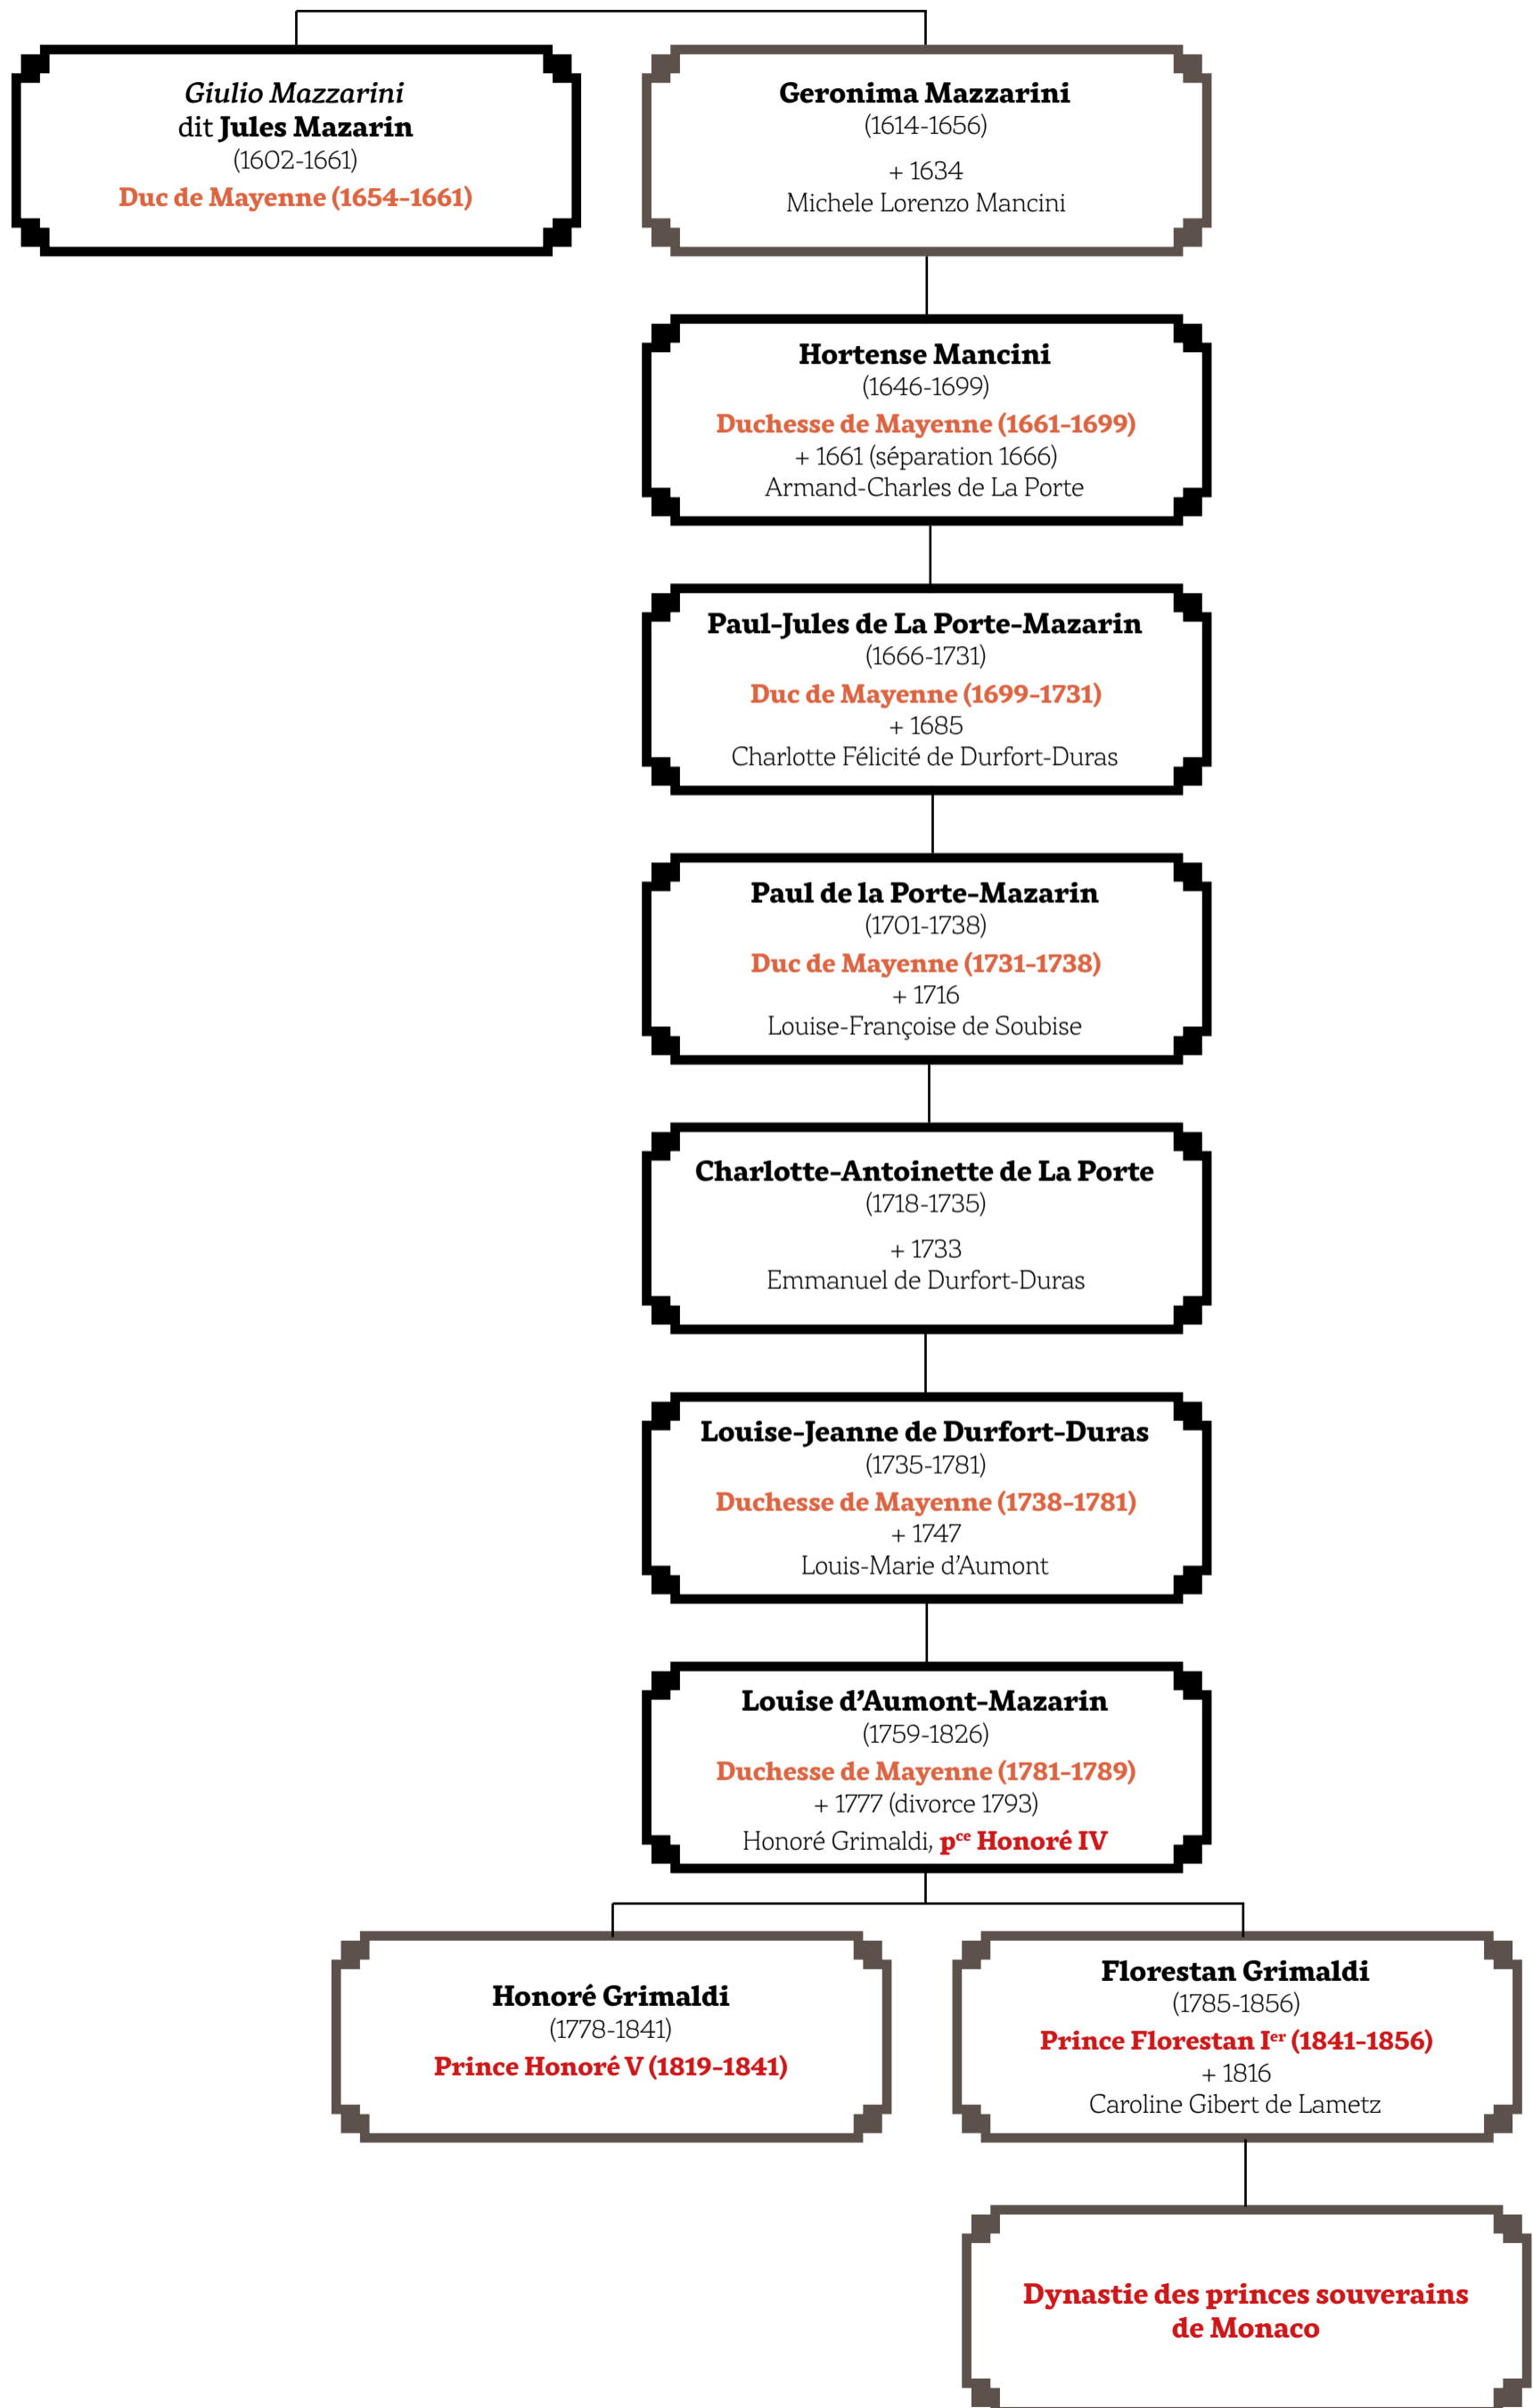 Giulio Mazzarini
dit Jules Mazarin
(1602-1661)
Duc de Mayenne (1654-1661)
Geronima Mazzarini
(1614-1656)
+ 1634
Michele Lorenzo Mancini
Hortense Mancini
(1646-1699)
Duchesse de Mayenne (1661-1699)
+ 1661 (séparation 1666)
Armand-Charles de La Porte
Paul-Jules de La Porte-Mazarin
(1666-1731)
Duc de Mayenne (1699-1731)
+ 1685
Charlotte Félicité de Durfort-Duras
Paul de la Porte-Mazarin
(1701-1738)
Duc de Mayenne (1731-1738)
+ 1716
Louise-Françoise de Soubise
Charlotte-Antoinette de La Porte
(1718-1735)
+ 1733
Emmanuel de Durfort-Duras
Louise-Jeanne de Durfort-Duras
(1735-1781)
Duchesse de Mayenne (1738-1781)
+ 1747
Louis-Marie d’Aumont
Louise d’Aumont-Mazarin
(1759-1826)
Duchesse de Mayenne (1781-1789)
+ 1777 (divorce 1793)
Honoré Grimaldi, pᶜᵉ Honoré IV
Honoré Grimaldi
(1778-1841)
Prince Honoré V (1819-1841)
Florestan Grimaldi
(1785-1856)
Prince Florestan Iᵉʳ (1841-1856)
+ 1816
Caroline Gibert de Lametz
Dynastie des princes souverains
de Monaco